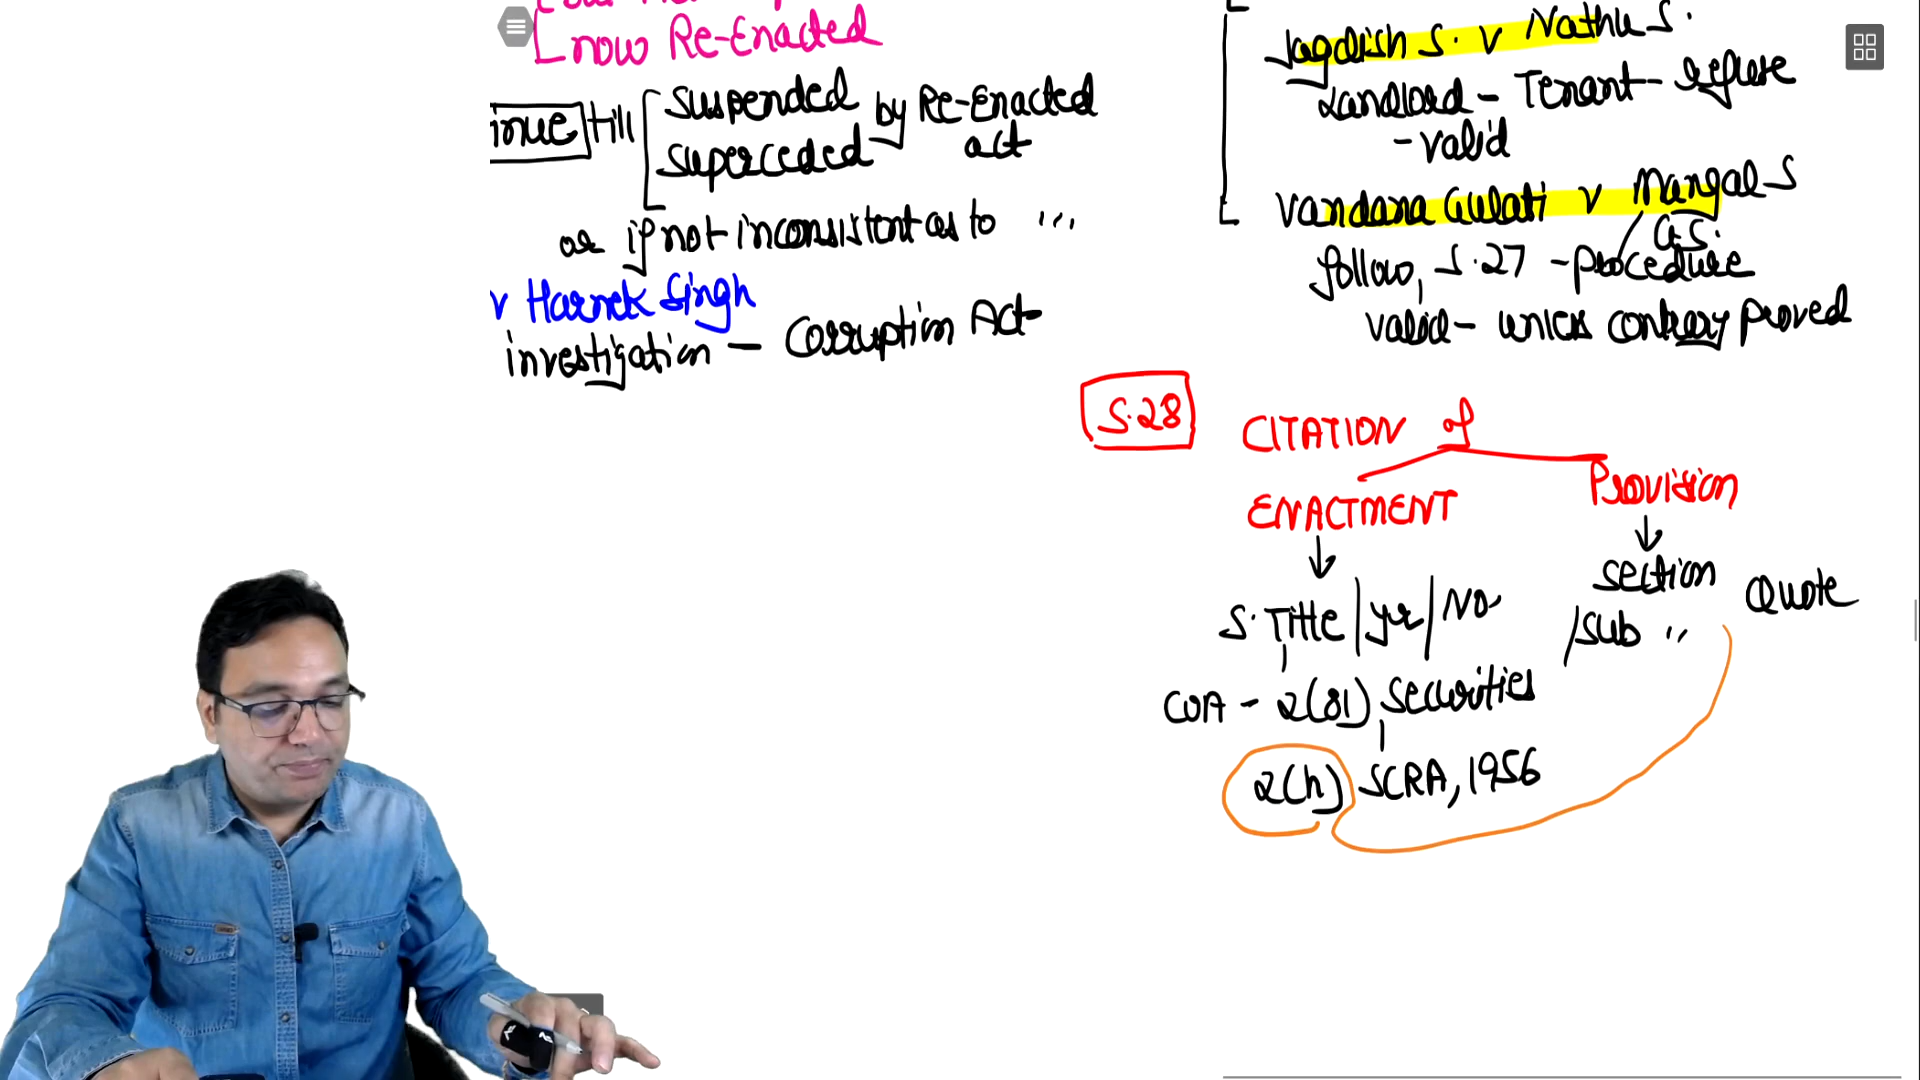 now Re-Enacted
inue till
suspended
superceded
by Re-Enacted
act
or if not inconsistent as to ...
v Harnek Singh
investigation - Corruption Act
Jagdish S. v Nathu S.
Landlord - Tenant - refuse
- valid
Vandana Gulati v Mangal S
G.S.
follow, S.27 - procedure
valid - unless contrary proved
S.28
CITATION of
ENACTMENT
Provision
S. Title / yr / No.
section
/sub "
Quote
COA - 2(81), securities
2(h) SCRA, 1956